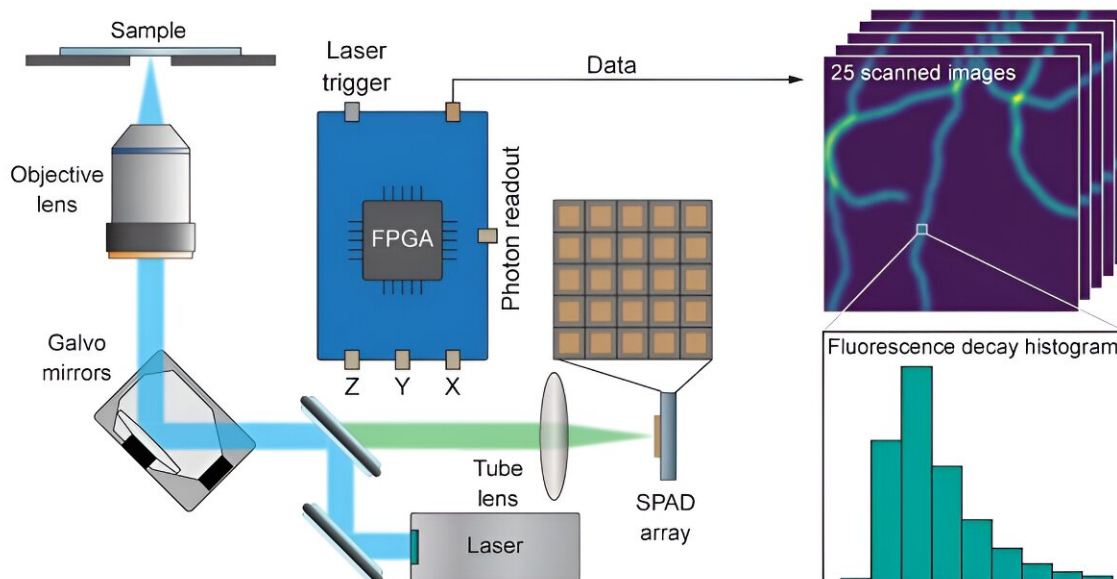 Sample
Laser
trigger
Data
25 scanned images
Objective
lens
FPGA
Photon readout
Galvo
mirrors
Z Y X
Fluorescence decay histogram
Tube
lens
SPAD
array
Laser